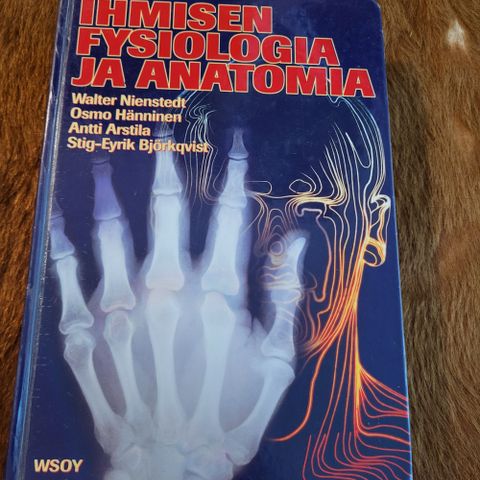 IHMISEN
FYSIOLOGIA
JA ANATOMIA
Walter Nienstedt
Osmo Hänninen
Antti Arstila
Stig-Eyrik Björkqvist
WSOY